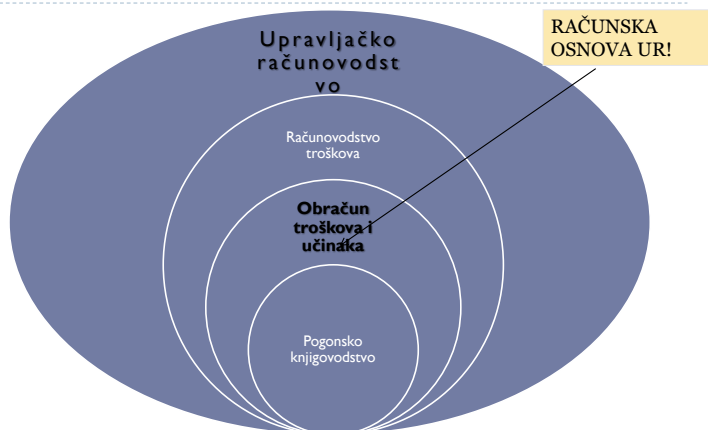 Upravljačko
računovodst
vo
RAČUNSKA
OSNOVA UR!
Računovodstvo
troškova
Obračun
troškova i
učinaka
Pogonsko
knjigovodstvo